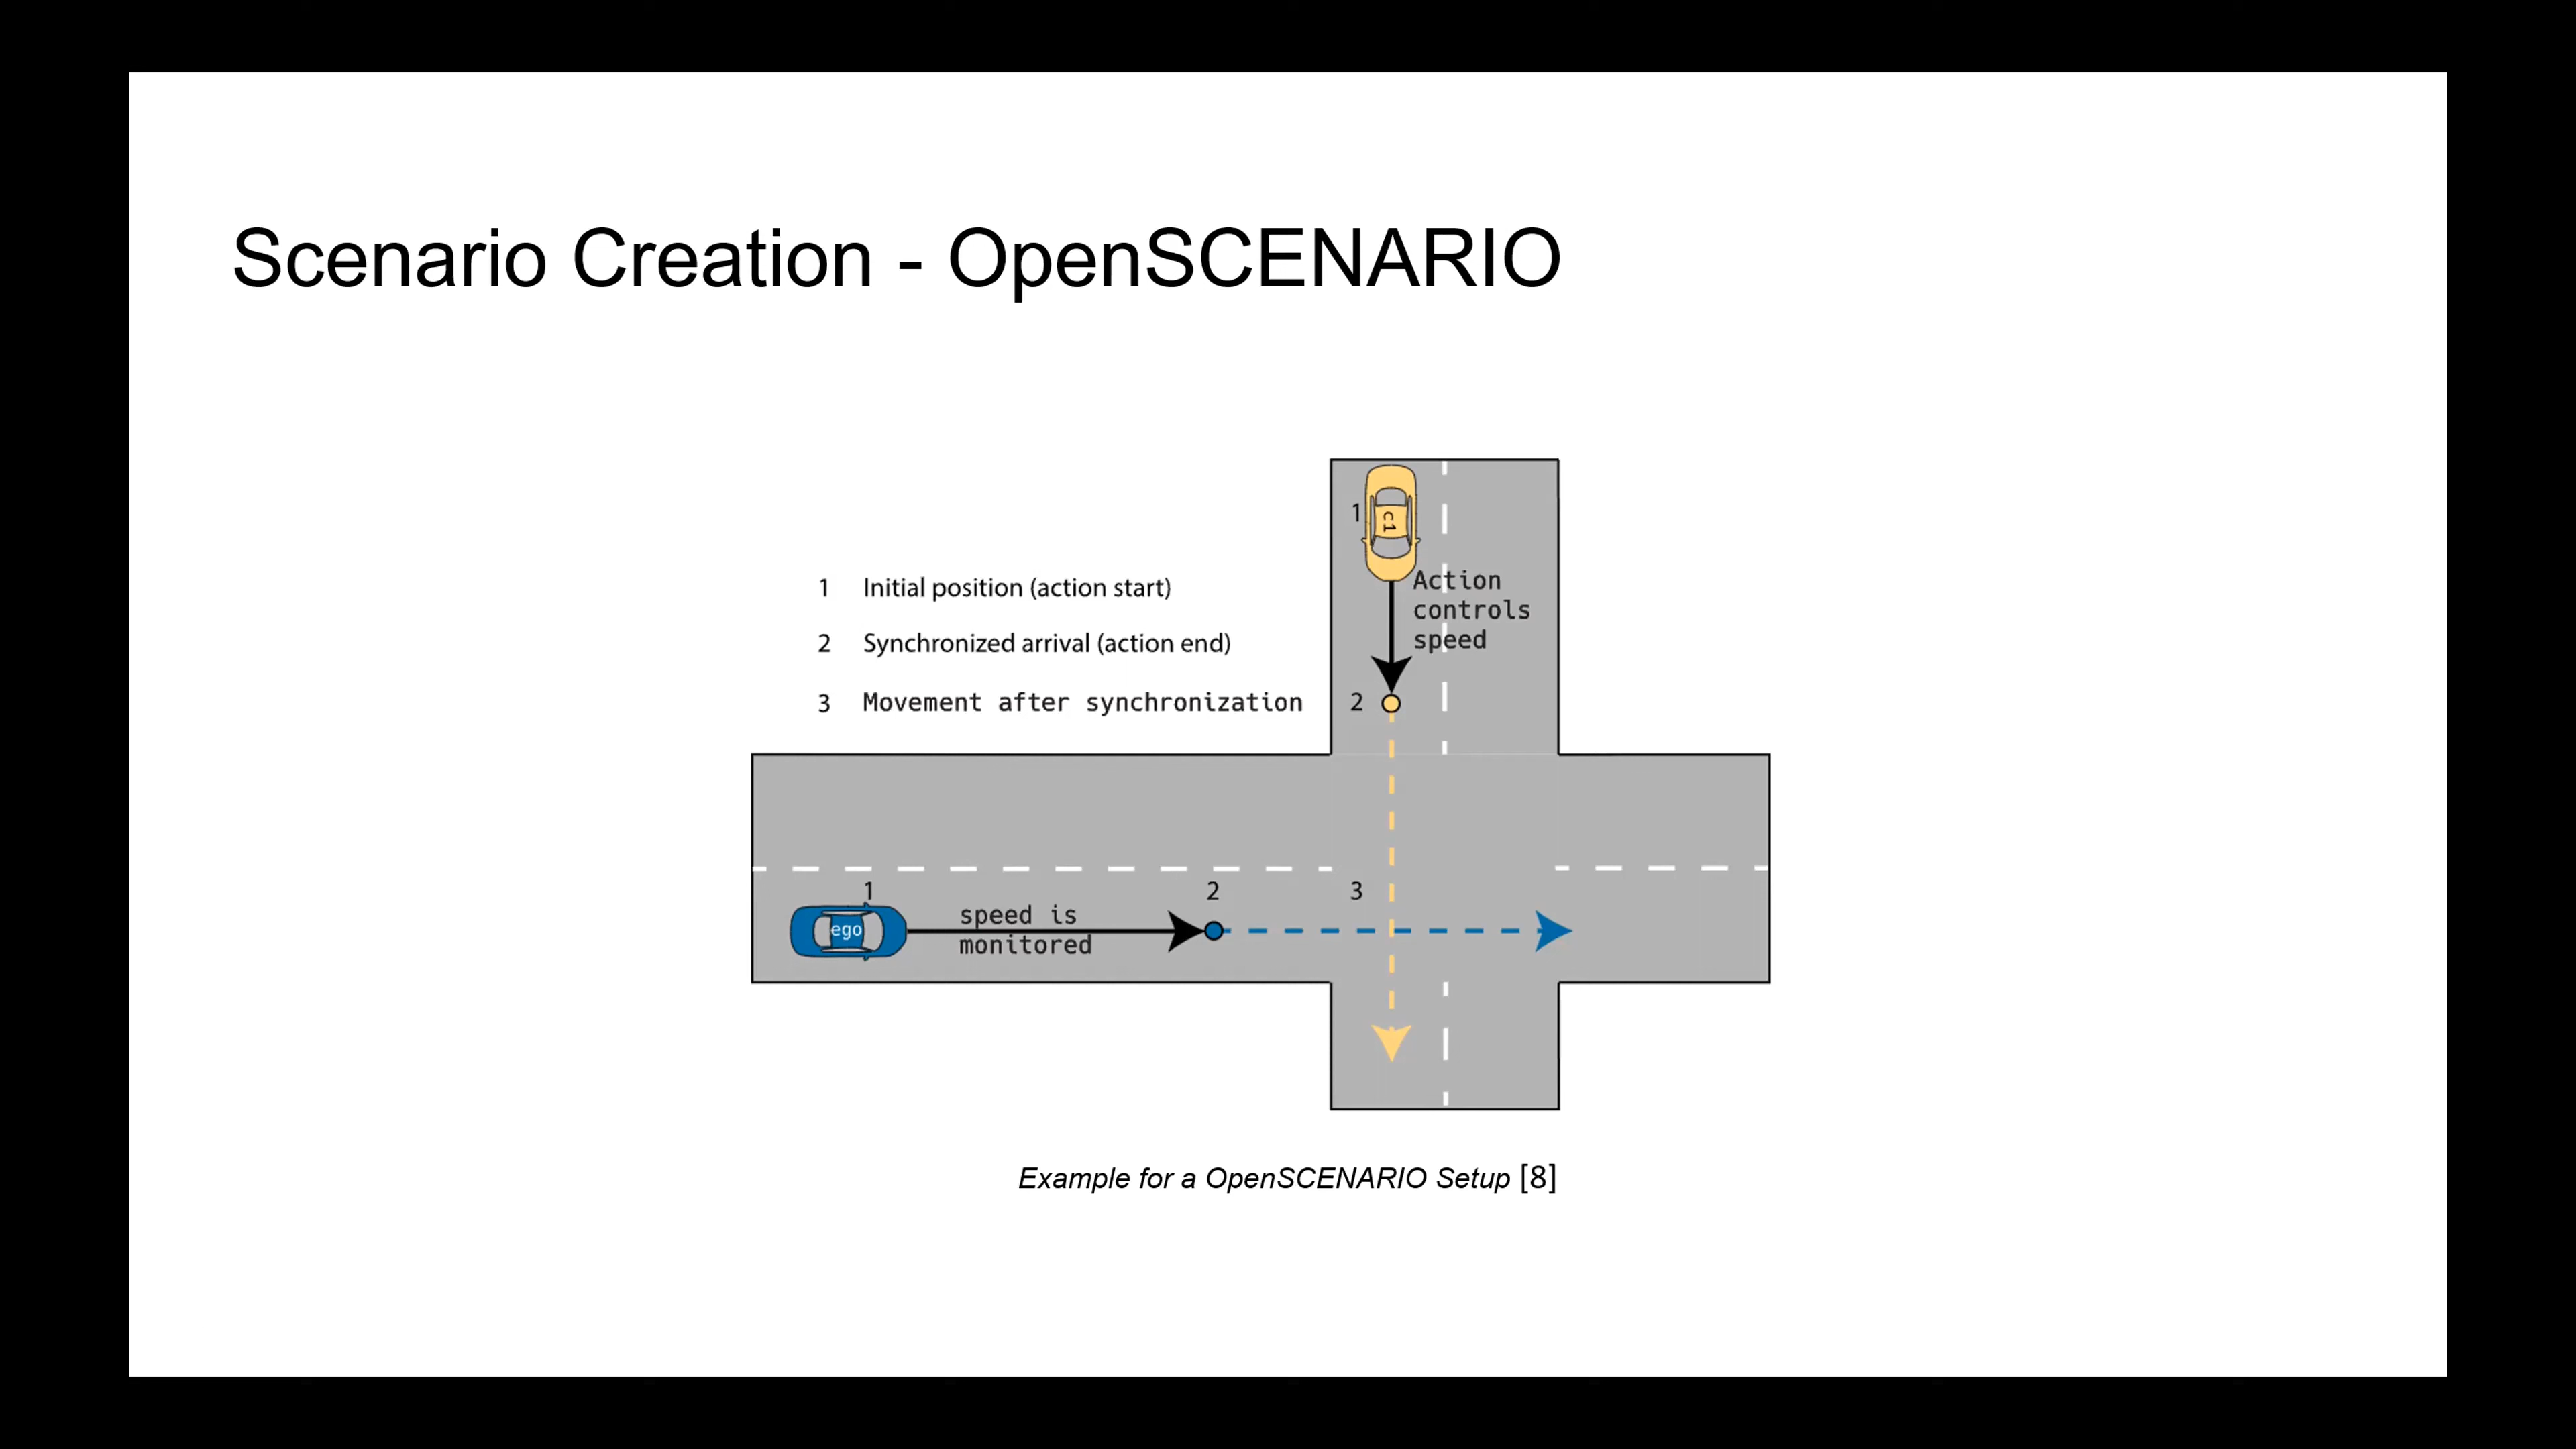 Scenario Creation - OpenSCENARIO
1 Initial position (action start)
2 Synchronized arrival (action end)
3 Movement after synchronization
1
c1
Action
controls
speed
2
1
ego
speed is
monitored
2
3
Example for a OpenSCENARIO Setup [8]